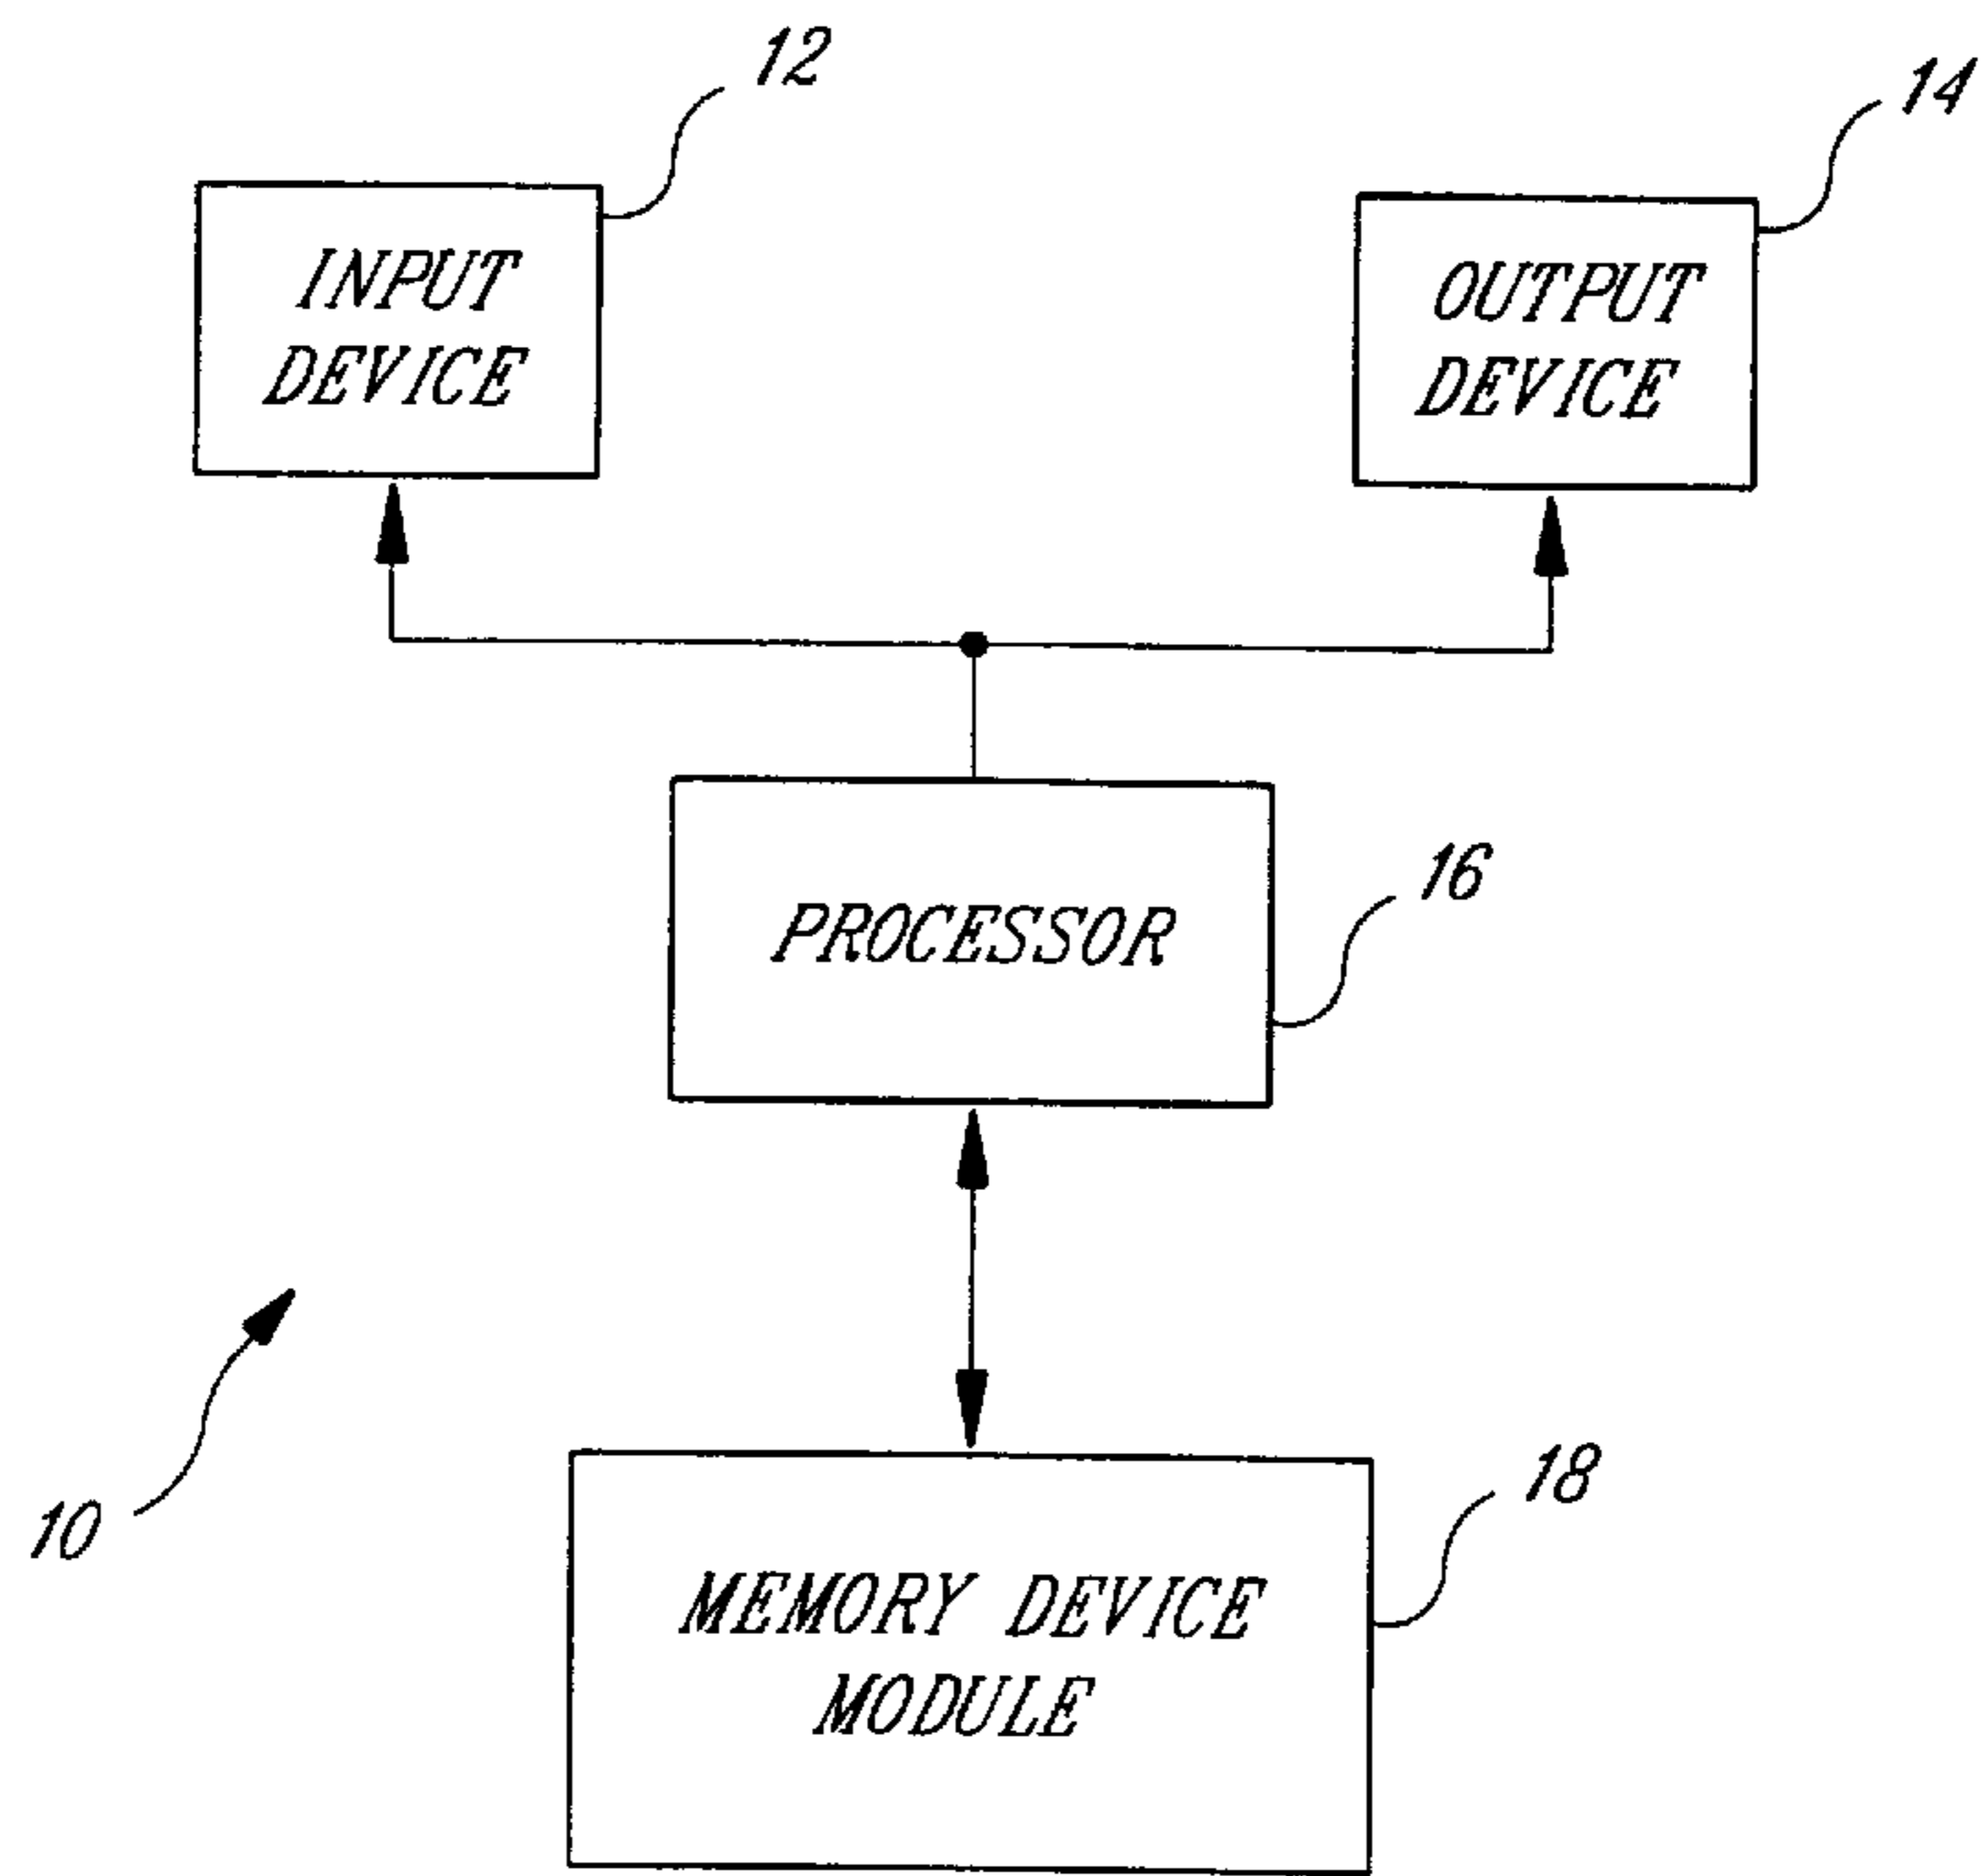 12
14
INPUT
DEVICE
OUTPUT
DEVICE
PROCESSOR
16
10
18
MEMORY DEVICE
MODULE